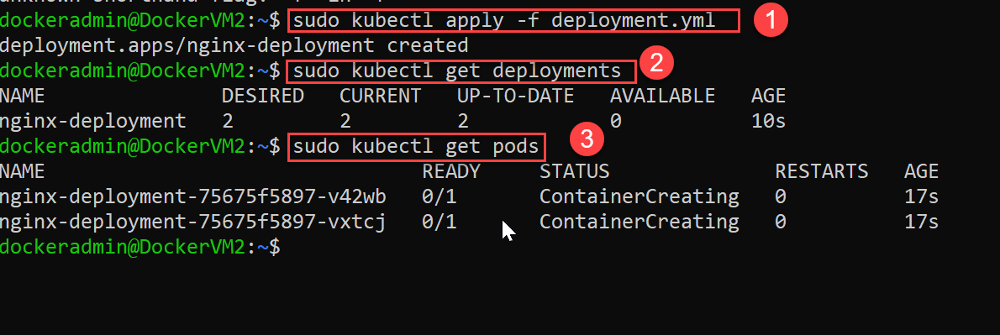 dockeradmin@DockerVM2:~$ sudo kubectl apply -f deployment.yml 1
deployment.apps/nginx-deployment created
dockeradmin@DockerVM2:~$ sudo kubectl get deployments 2
NAME DESIRED CURRENT UP-TO-DATE AVAILABLE AGE
nginx-deployment 2 2 2 0 10s
dockeradmin@DockerVM2:~$ sudo kubectl get pods 3
NAME READY STATUS RESTARTS AGE
nginx-deployment-75675f5897-v42wb 0/1 ContainerCreating 0 17s
nginx-deployment-75675f5897-vxtcj 0/1 ContainerCreating 0 17s
dockeradmin@DockerVM2:~$